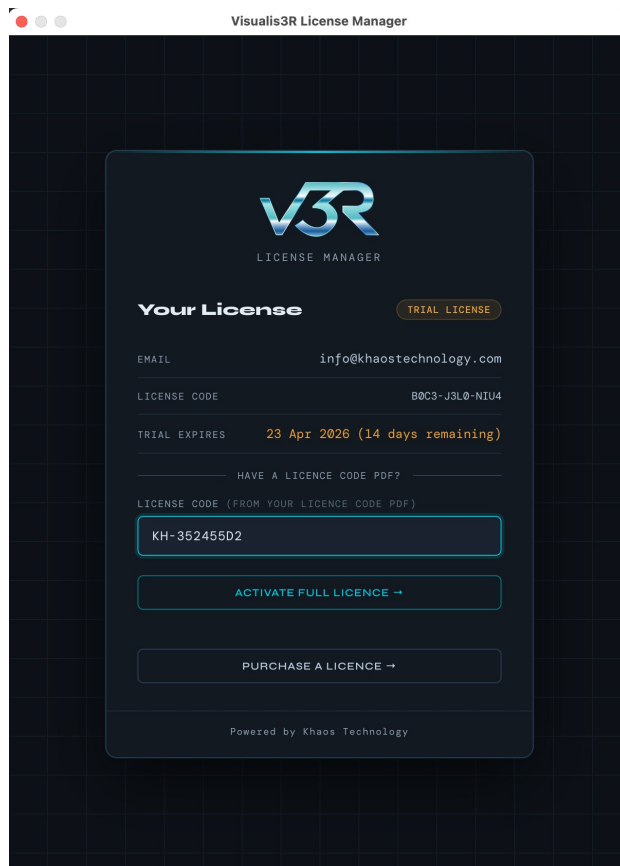 Visualis3R License Manager
V3R
LICENSE MANAGER
Your License
TRIAL LICENSE
EMAIL info@khaostechnology.com
LICENSE CODE B0C3-J3L0-NIU4
TRIAL EXPIRES 23 Apr 2026 (14 days remaining)
HAVE A LICENCE CODE PDF?
LICENSE CODE (FROM YOUR LICENCE CODE PDF)
KH-352455D2
ACTIVATE FULL LICENCE →
PURCHASE A LICENCE →
Powered by Khaos Technology